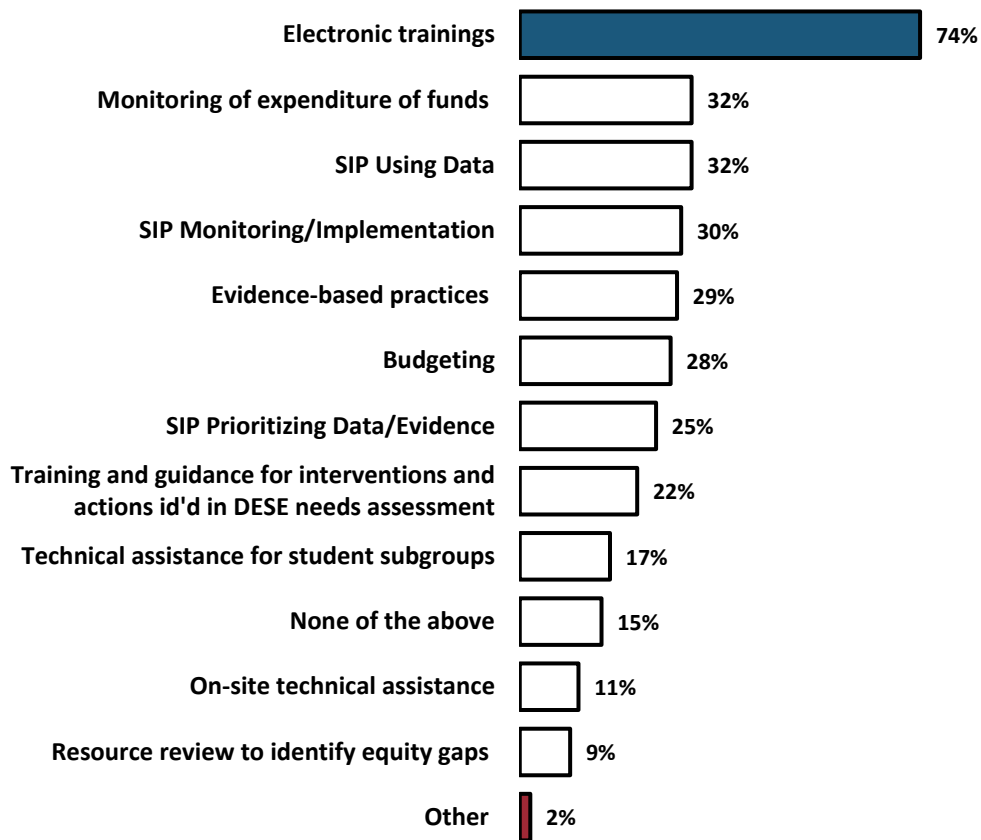 Electronic trainings 74%
Monitoring of expenditure of funds 32%
SIP Using Data 32%
SIP Monitoring/Implementation 30%
Evidence-based practices 29%
Budgeting 28%
SIP Prioritizing Data/Evidence 25%
Training and guidance for interventions and
actions id'd in DESE needs assessment 22%
Technical assistance for student subgroups 17%
None of the above 15%
On-site technical assistance 11%
Resource review to identify equity gaps 9%
Other 2%